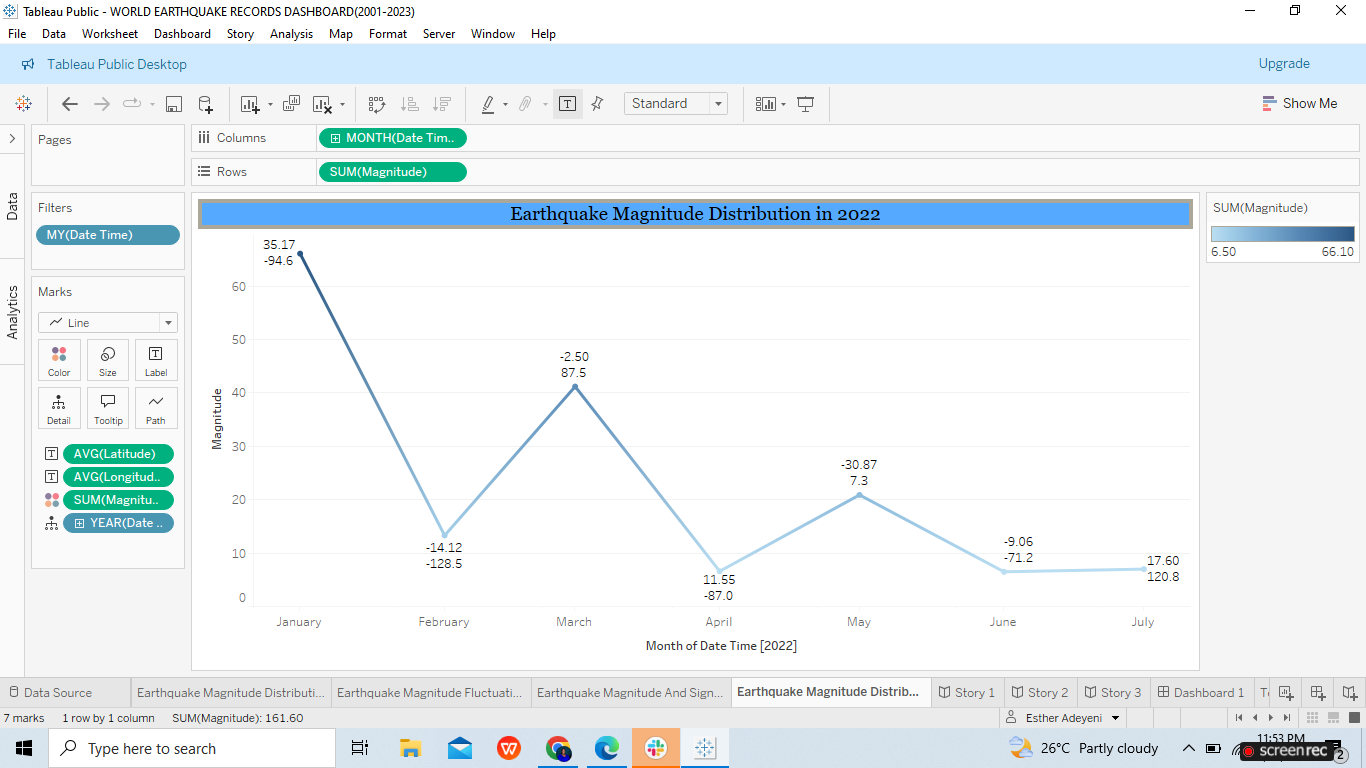 Tableau Public - WORLD EARTHQUAKE RECORDS DASHBOARD(2001-2023)
File Data Worksheet Dashboard Story Analysis Map Format Server Window Help
Tableau Public Desktop Upgrade
Standard Show Me
Pages
Columns MONTH(Date Tim..
Rows SUM(Magnitude)
Data
Analytics
Filters
MY(Date Time)
Marks
Line
Color Size Label
Detail Tooltip Path
AVG(Latitude)
AVG(Longitud..
SUM(Magnitu..
YEAR(Date ..
Earthquake Magnitude Distribution in 2022
SUM(Magnitude)
6.50 66.10
Magnitude
60
50
40
30
20
10
0
35.17
-94.6
-14.12
-128.5
-2.50
87.5
11.55
-87.0
-30.87
7.3
-9.06
-71.2
17.60
120.8
January February March April May June July
Month of Date Time [2022]
Data Source Earthquake Magnitude Distributi... Earthquake Magnitude Fluctuati... Earthquake Magnitude And Sign... Earthquake Magnitude Distrib... Story 1 Story 2 Story 3 Dashboard 1
7 marks 1 row by 1 column SUM(Magnitude): 161.60 Esther Adeyeni
Type here to search 26°C Partly cloudy 11:53 PM
screenrec 2